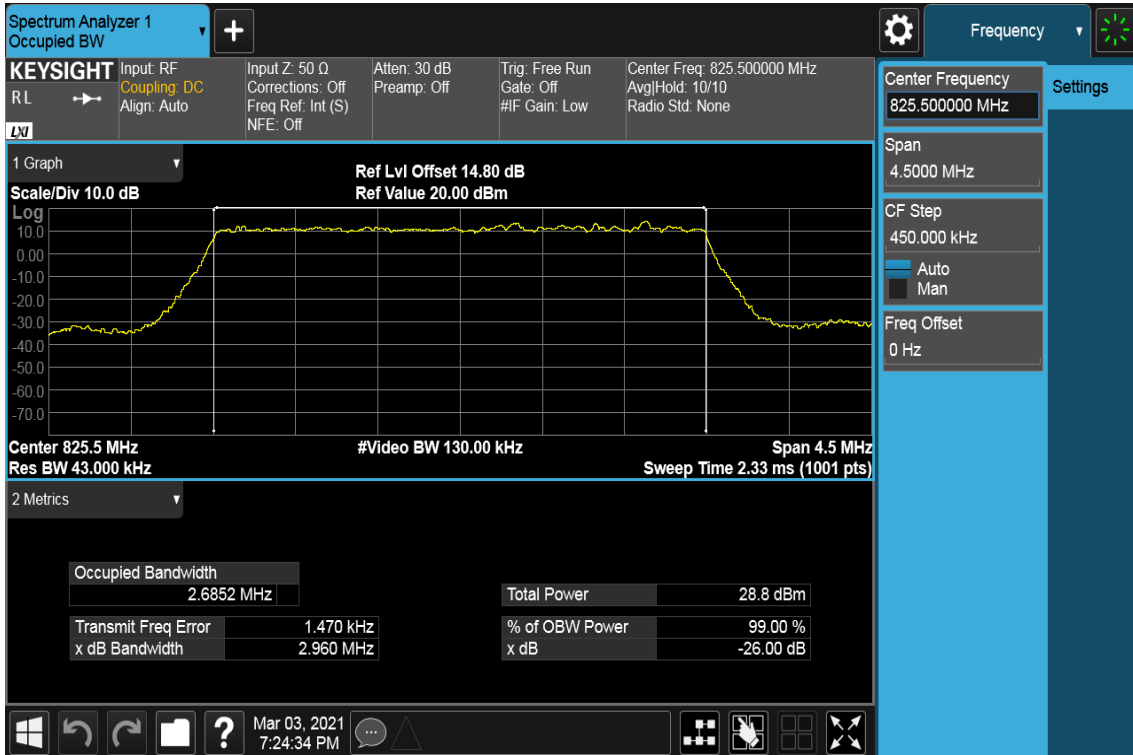 Spectrum Analyzer 1
Occupied BW
+
Frequency
KEYSIGHT
R L
LXI
Input: RF
Coupling: DC
Align: Auto
Input Z: 50 Ω
Corrections: Off
Freq Ref: Int (S)
NFE: Off
Atten: 30 dB
Preamp: Off
Trig: Free Run
Gate: Off
#IF Gain: Low
Center Freq: 825.500000 MHz
Avg|Hold: 10/10
Radio Std: None
Center Frequency
825.500000 MHz
Settings
Span
4.5000 MHz
CF Step
450.000 kHz
Auto
Man
Freq Offset
0 Hz
1 Graph
Scale/Div 10.0 dB
Ref Lvl Offset 14.80 dB
Ref Value 20.00 dBm
Log
10.0
0.00
-10.0
-20.0
-30.0
-40.0
-50.0
-60.0
-70.0
Center 825.5 MHz
#Video BW 130.00 kHz
Span 4.5 MHz
Res BW 43.000 kHz
Sweep Time 2.33 ms (1001 pts)
2 Metrics
Occupied Bandwidth
2.6852 MHz
Total Power 28.8 dBm
Transmit Freq Error 1.470 kHz
% of OBW Power 99.00 %
x dB Bandwidth 2.960 MHz
x dB -26.00 dB
?
Mar 03, 2021
7:24:34 PM